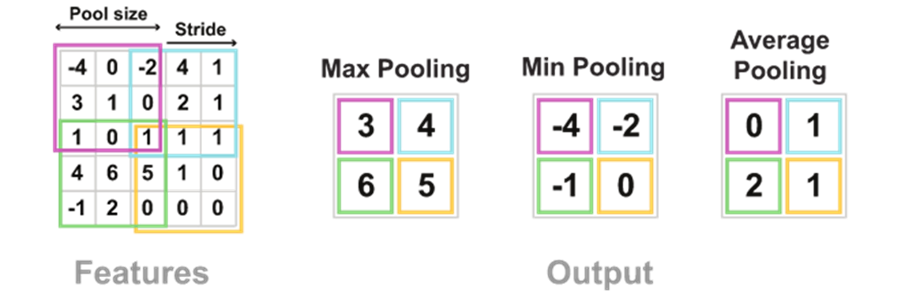 Pool size
Stride
-4 0 -2 4 1
3 1 0 2 1
1 0 1 1 1
4 6 5 1 0
-1 2 0 0 0
Features
Max Pooling
3 4
6 5
Min Pooling
-4 -2
-1 0
Average
Pooling
0 1
2 1
Output